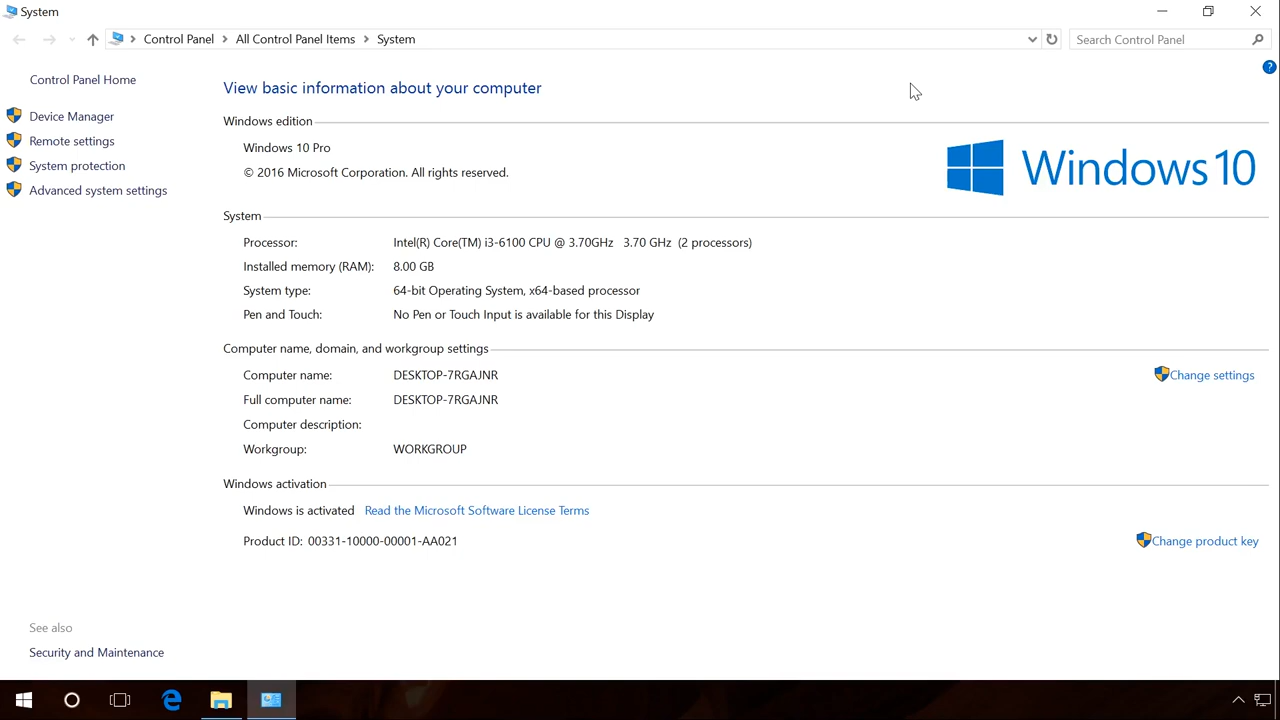 System
Control Panel All Control Panel Items System
Search Control Panel
Control Panel Home
Device Manager
Remote settings
System protection
Advanced system settings
View basic information about your computer
Windows edition
Windows 10 Pro
© 2016 Microsoft Corporation. All rights reserved.
Windows 10
System
Processor: Intel(R) Core(TM) i3-6100 CPU @ 3.70GHz 3.70 GHz (2 processors)
Installed memory (RAM): 8.00 GB
System type: 64-bit Operating System, x64-based processor
Pen and Touch: No Pen or Touch Input is available for this Display
Computer name, domain, and workgroup settings
Computer name: DESKTOP-7RGAJNR
Change settings
Full computer name: DESKTOP-7RGAJNR
Computer description:
Workgroup: WORKGROUP
Windows activation
Windows is activated Read the Microsoft Software License Terms
Product ID: 00331-10000-00001-AA021
Change product key
See also
Security and Maintenance